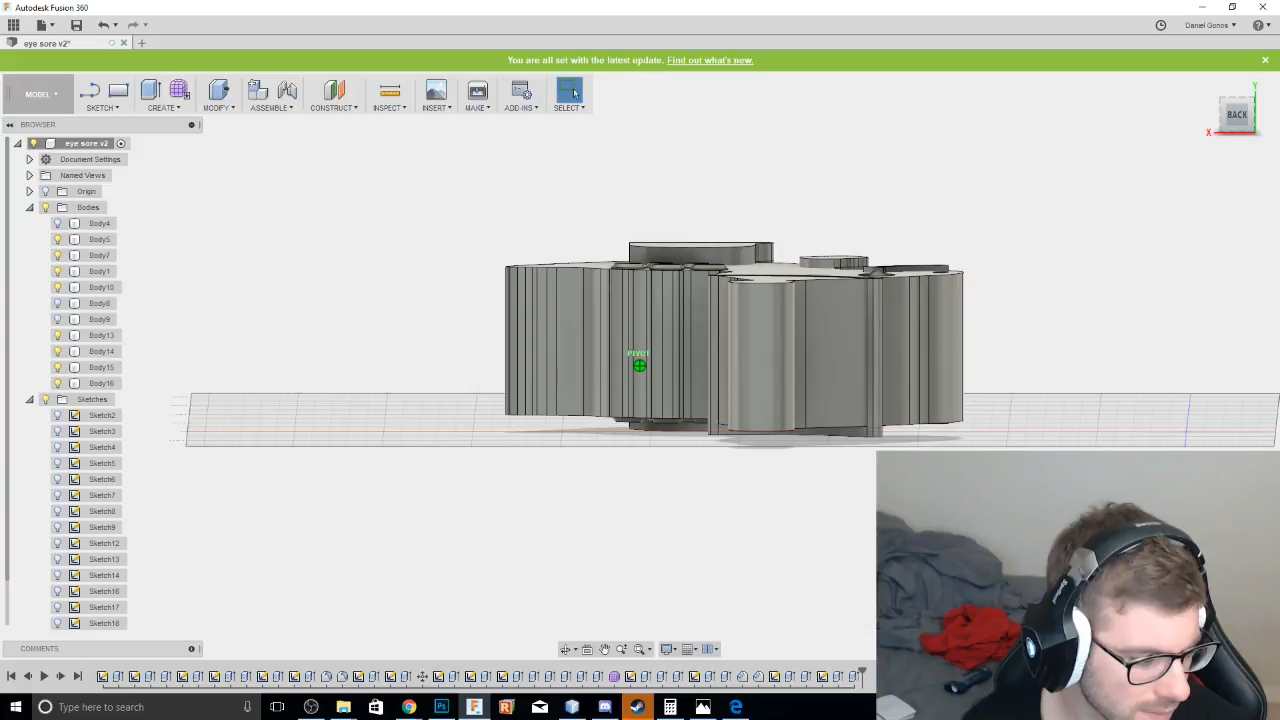 Autodesk Fusion 360
Daniel Gonos
eye sore v2*
You are all set with the latest update. Find out what's new.
MODEL
SKETCH
CREATE
MODIFY
ASSEMBLE
CONSTRUCT
INSPECT
INSERT
MAKE
ADD-INS
SELECT
BROWSER
eye sore v2
Document Settings
Named Views
Origin
Bodies
Body4
Body5
Body7
Body1
Body10
Body8
Body9
Body13
Body14
Body15
Body16
Sketches
Sketch2
Sketch3
Sketch4
Sketch5
Sketch6
Sketch7
Sketch8
Sketch9
Sketch12
Sketch13
Sketch14
Sketch16
Sketch17
Sketch18
Y
BACK
X
PIVOT
COMMENTS
Type here to search